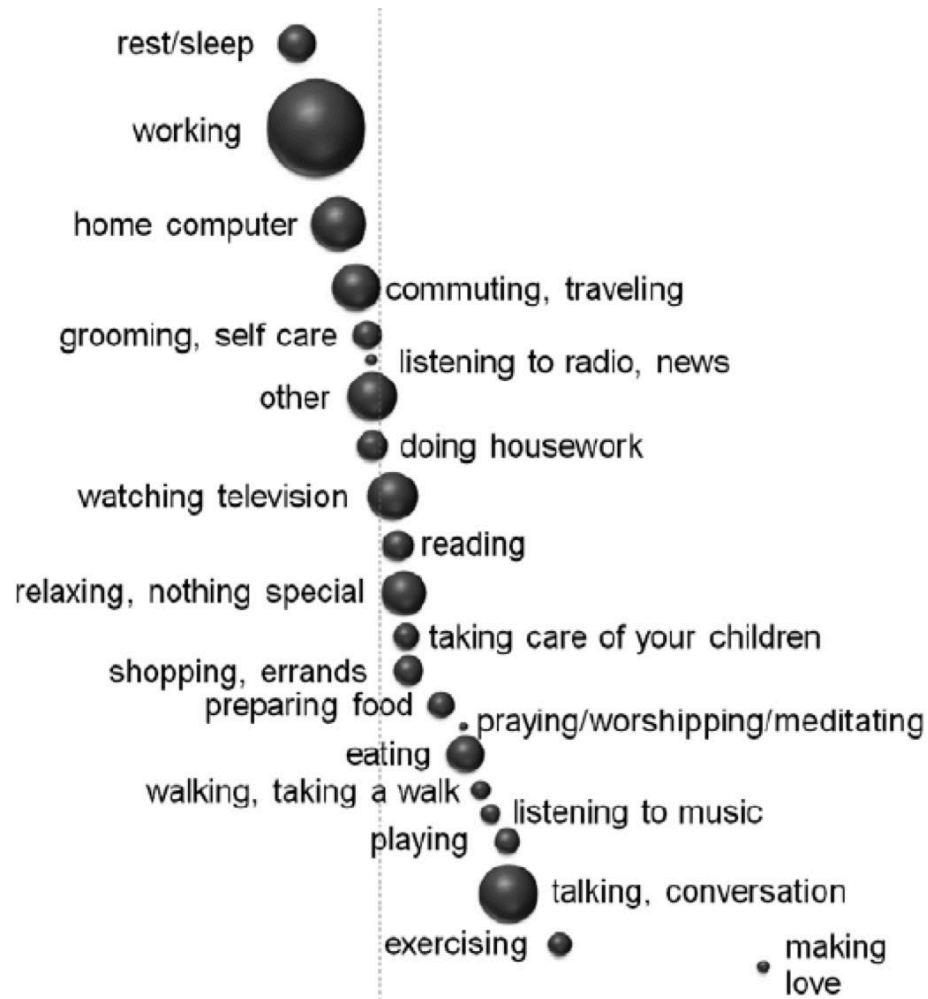 rest/sleep
working
home computer
commuting, traveling
grooming, self care
listening to radio, news
other
doing housework
watching television
reading
relaxing, nothing special
taking care of your children
shopping, errands
preparing food
praying/worshipping/meditating
eating
walking, taking a walk
listening to music
playing
talking, conversation
exercising
making
love